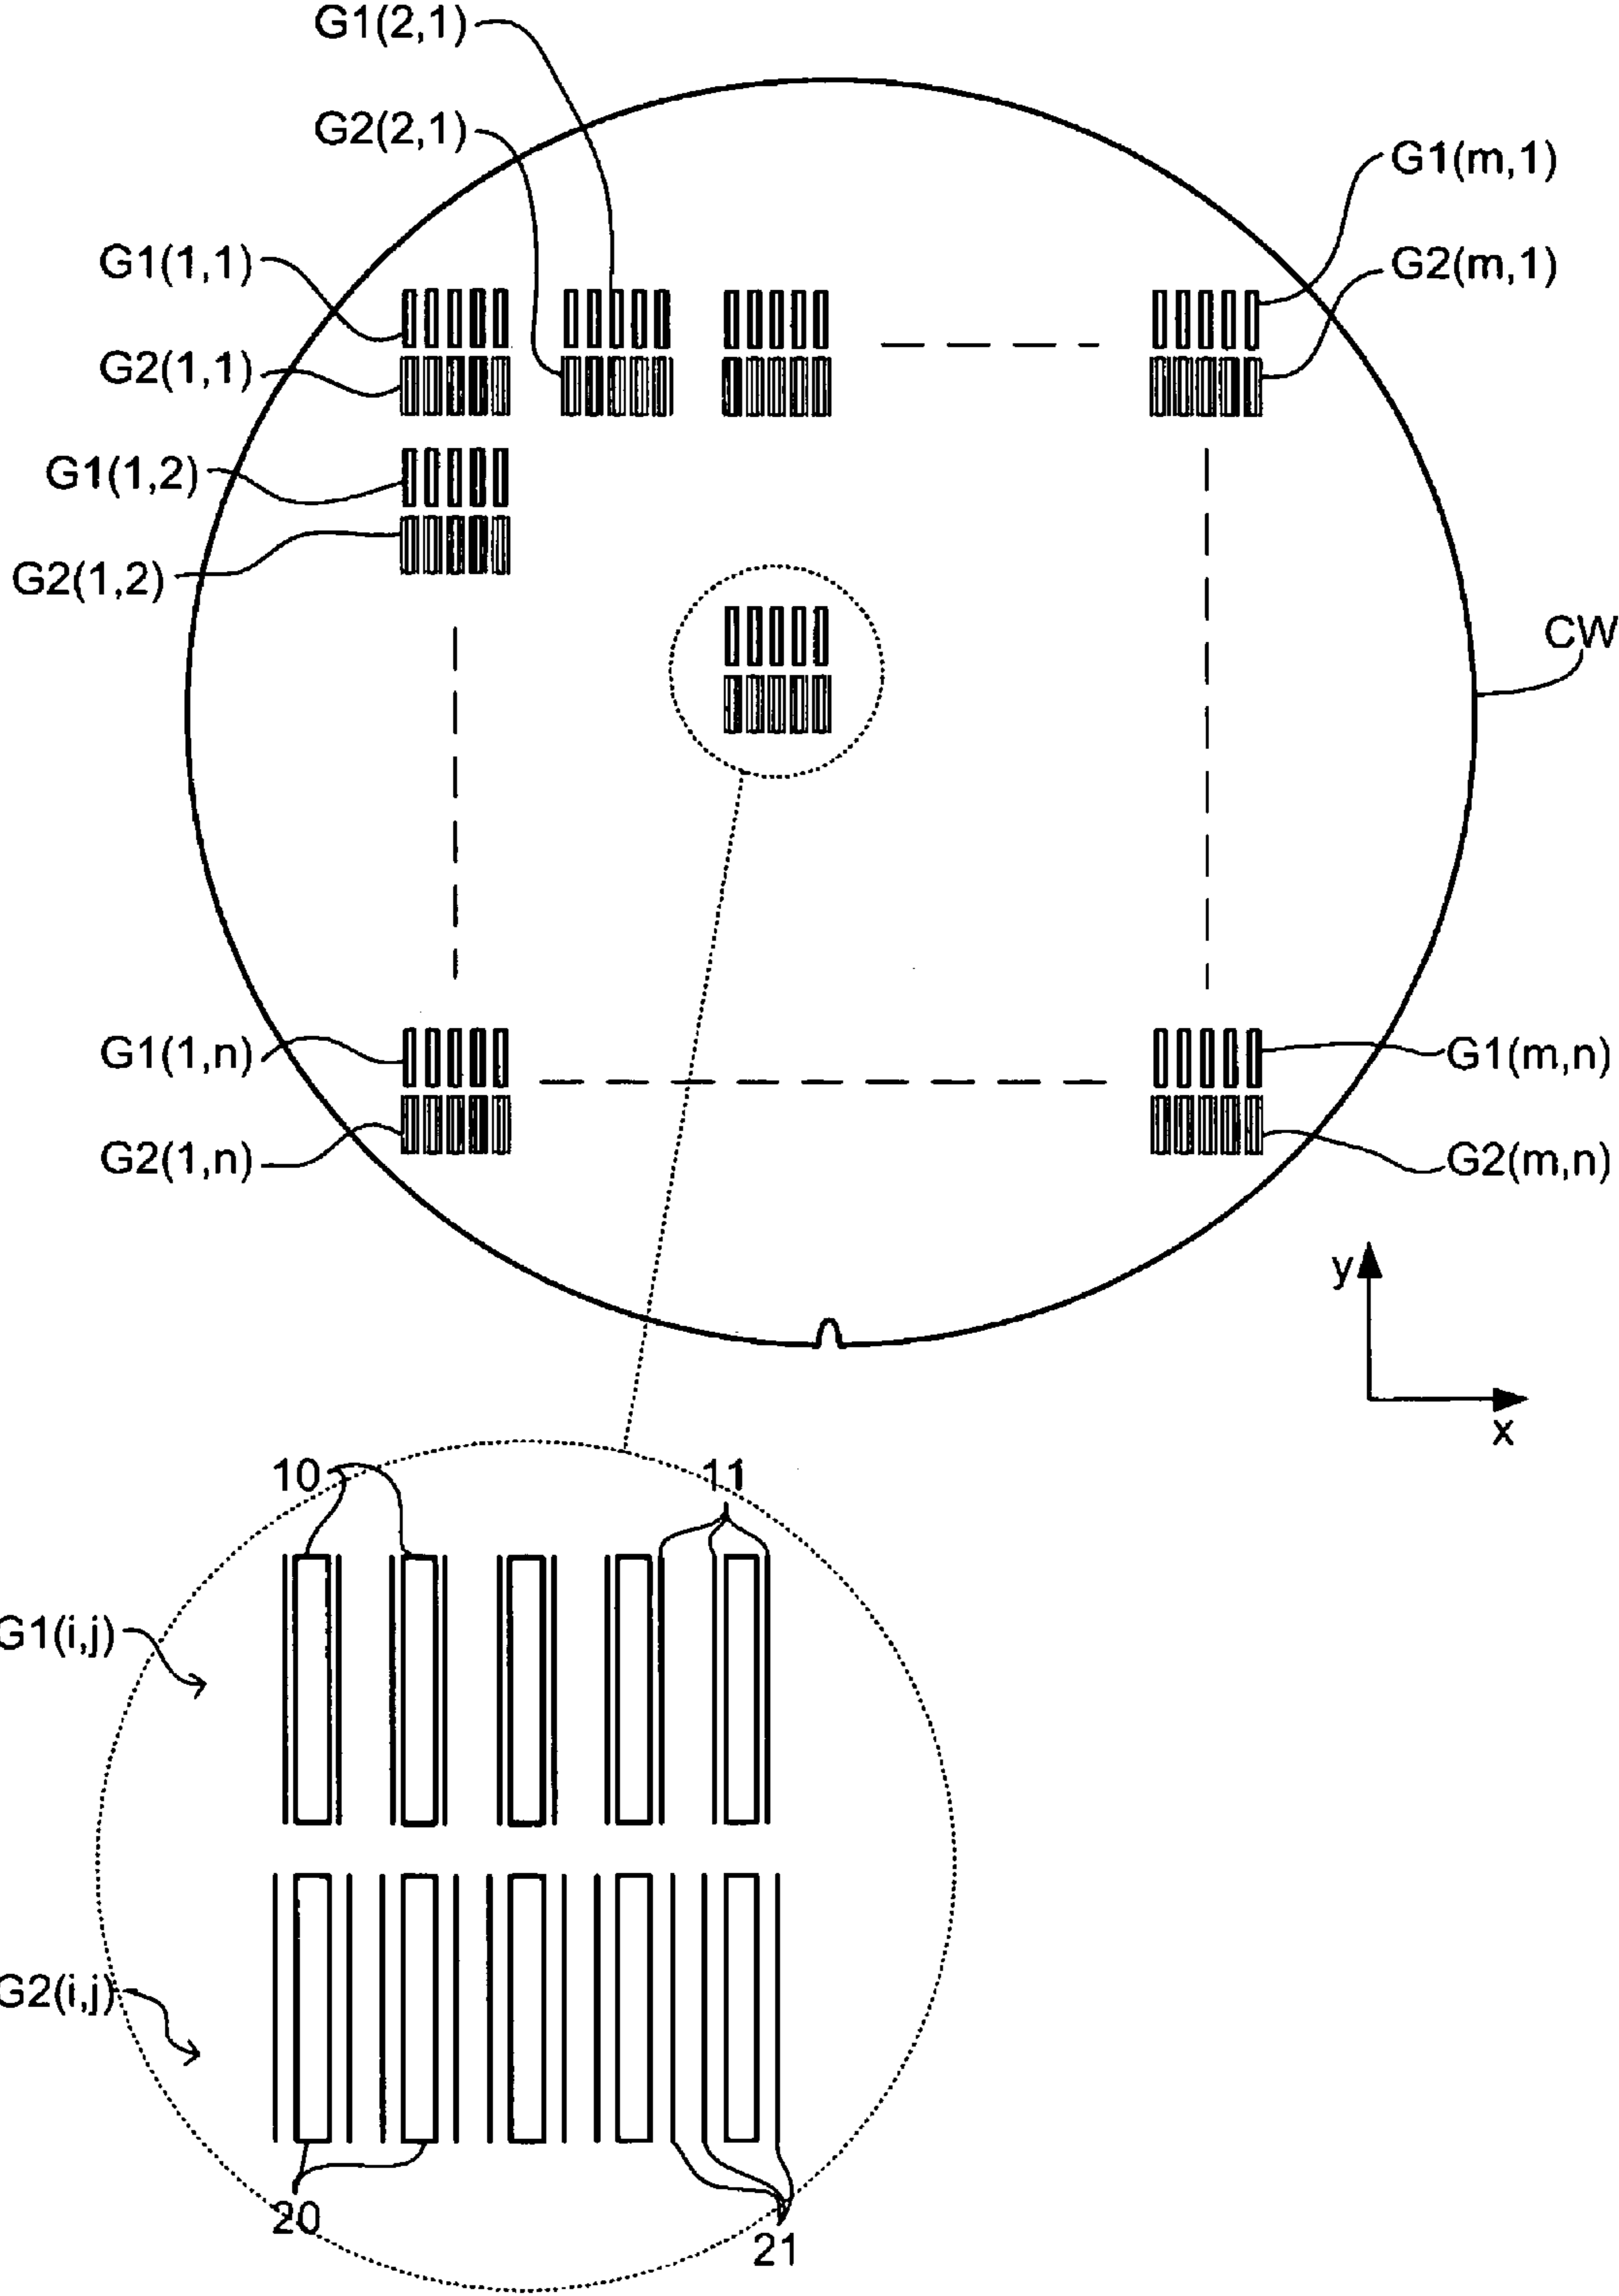 G1(2,1)
G2(2,1)
G1(m,1)
G2(m,1)
G1(1,1)
G2(1,1)
G1(1,2)
G2(1,2)
CW
G1(1,n)
G2(1,n)
G1(m,n)
G2(m,n)
y
x
10
11
G1(i,j)
G2(i,j)
20
21